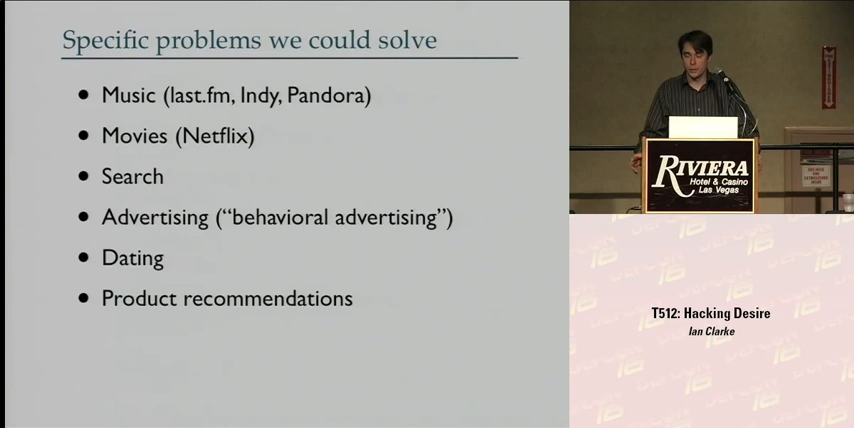 Specific problems we could solve
• Music (last.fm, Indy, Pandora)
• Movies (Netflix)
• Search
• Advertising (“behavioral advertising”)
• Dating
• Product recommendations
RIVIERA
Hotel & Casino
Las Vegas
T512: Hacking Desire
Ian Clarke